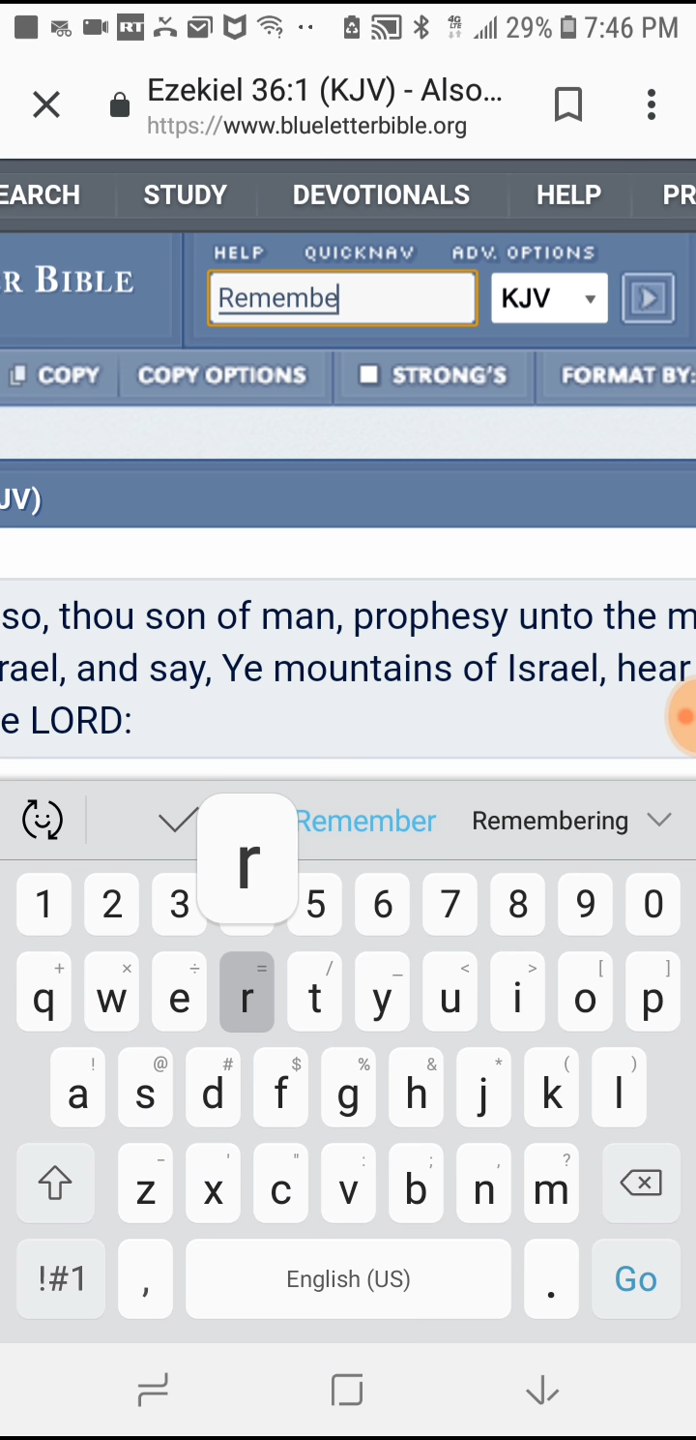 RT 4G LTE 29% 7:46 PM
Ezekiel 36:1 (KJV) - Also...
https://www.blueletterbible.org
EARCH STUDY DEVOTIONALS HELP PR
HELP QUICKNAV ADV. OPTIONS
R BIBLE
Remembe KJV
COPY COPY OPTIONS STRONG'S FORMAT BY:
JV)
so, thou son of man, prophesy unto the m
rael, and say, Ye mountains of Israel, hear
e LORD:
Remember Remembering
r
1 2 3 5 6 7 8 9 0
+ × ÷ = / _ < > [ ]
q w e r t y u i o p
! @ # $ % & * ( )
a s d f g h j k l
- ' " : ; , ?
z x c v b n m
!#1 , English (US) . Go